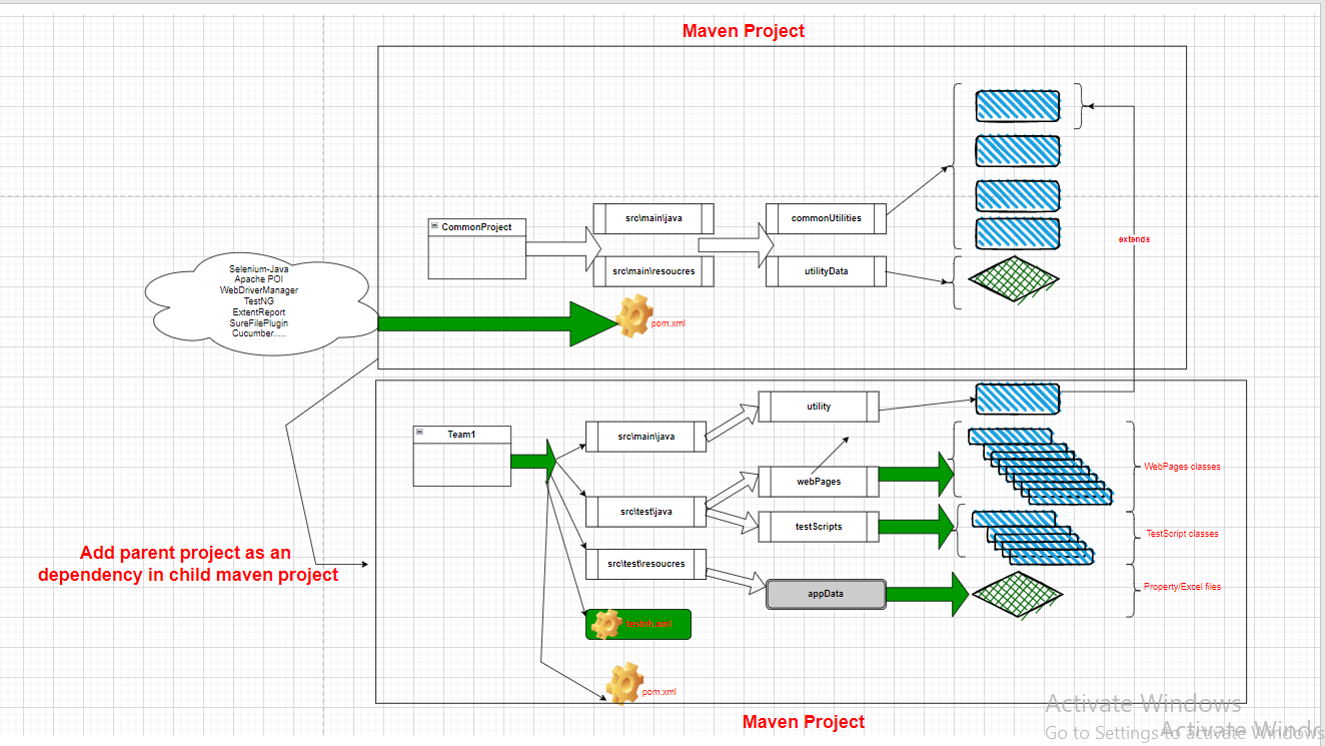 Maven Project
CommonProject
src\main\java
src\main\resoucres
commonUtilities
utilityData
extends
Selenium-Java
Apache POI
WebDriverManager
TestNG
ExtentReport
SureFilePlugin
Cucumber.....
pom.xml
Team1
src\main\java
src\test\java
src\test\resoucres
utility
webPages
testScripts
appData
WebPages classes
TestScript classes
Property/Excel files
Add parent project as an
dependency in child maven project
pom.xml
Maven Project
Activate Windows
Go to Settings to activate Windows
Activate Windo